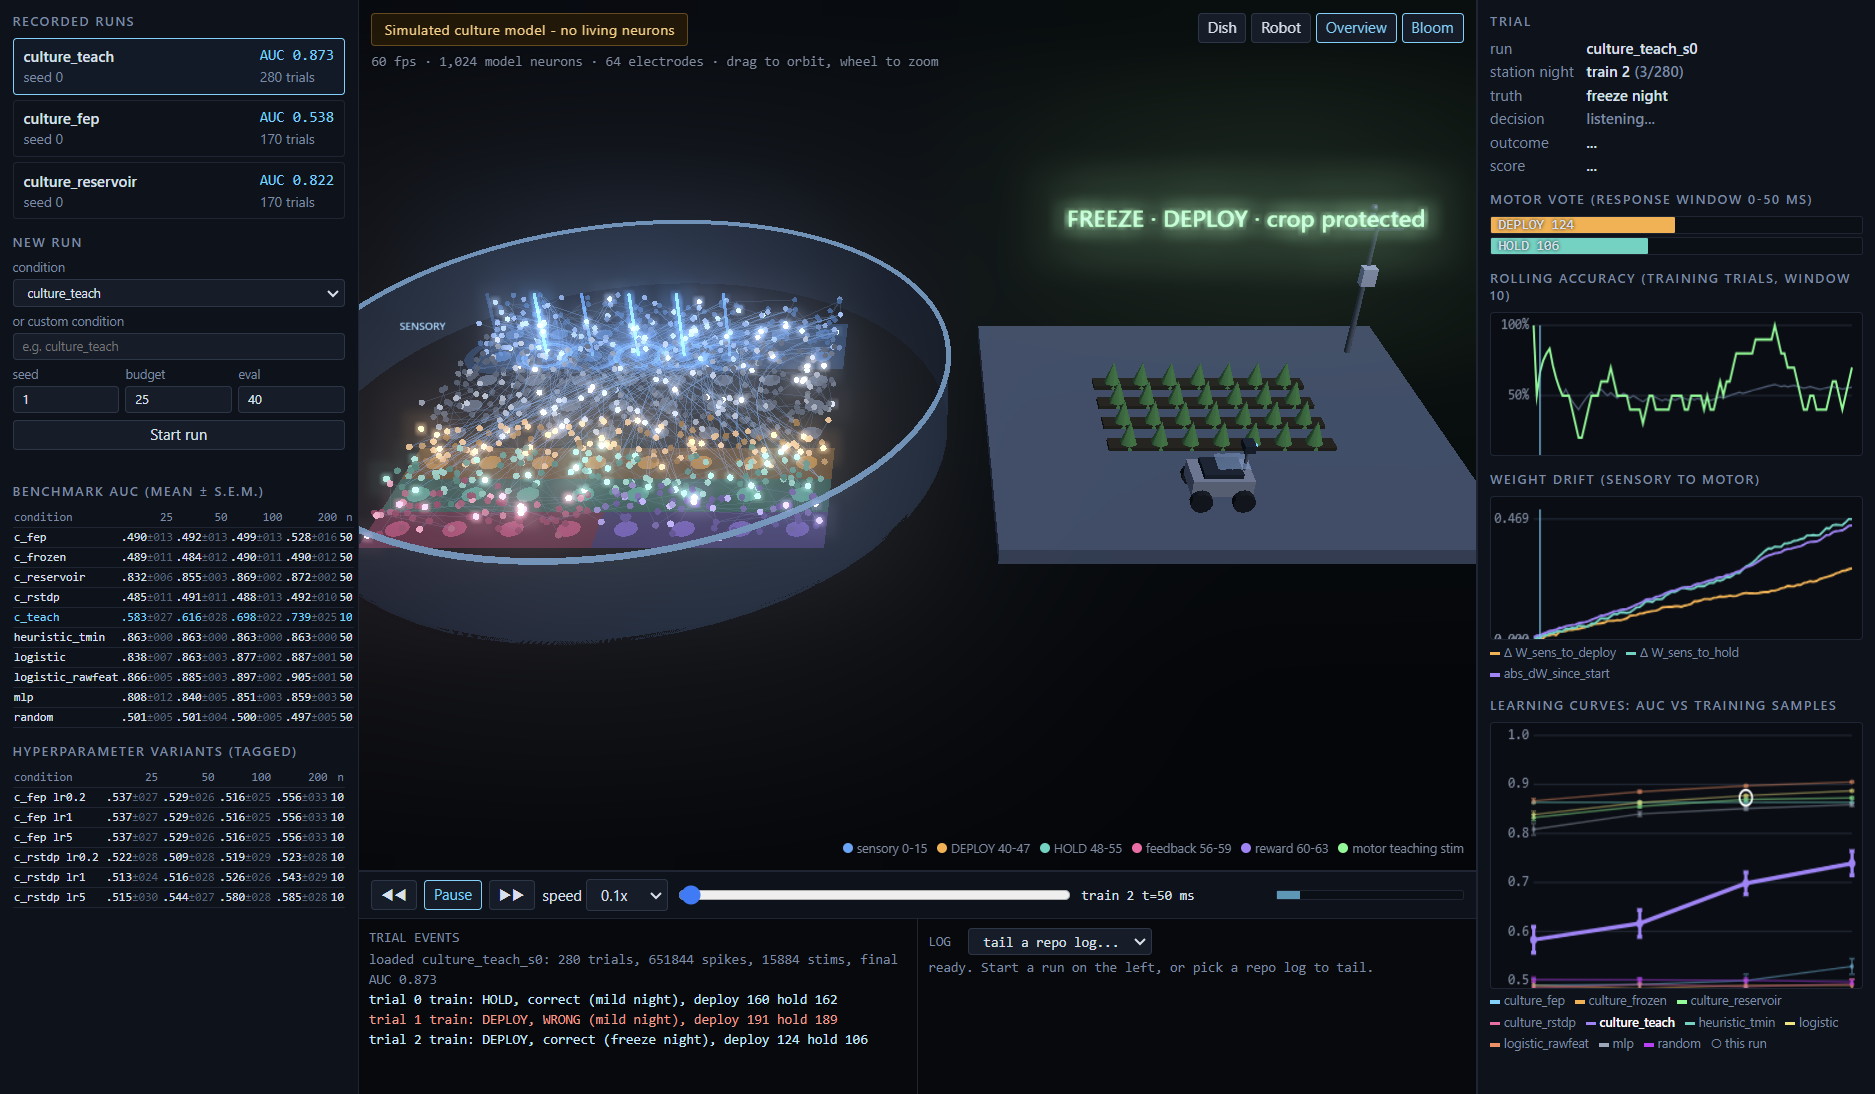 RECORDED RUNS
culture_teach AUC 0.873
seed 0 280 trials
culture_fep AUC 0.538
seed 0 170 trials
culture_reservoir AUC 0.822
seed 0 170 trials
NEW RUN
condition
culture_teach
or custom condition
e.g. culture_teach
seed budget eval
1 25 40
Start run
BENCHMARK AUC (MEAN ± S.E.M.)
condition 25 50 100 200 n
c_fep .490±013 .492±013 .499±013 .528±016 50
c_frozen .489±011 .484±012 .490±011 .490±012 50
c_reservoir .832±006 .855±003 .869±002 .872±002 50
c_rstdp .485±011 .491±011 .488±013 .492±010 50
c_teach .583±027 .616±028 .698±022 .739±025 10
heuristic_tmin .863±000 .863±000 .863±000 .863±000 50
logistic .838±007 .863±003 .877±002 .887±001 50
logistic_rawfeat .866±005 .885±003 .897±002 .905±001 50
mlp .808±012 .840±005 .851±003 .859±003 50
random .501±005 .501±004 .500±005 .497±005 50
HYPERPARAMETER VARIANTS (TAGGED)
condition 25 50 100 200 n
c_fep lr0.2 .537±027 .529±026 .516±025 .556±033 10
c_fep lr1 .537±027 .529±026 .516±025 .556±033 10
c_fep lr5 .537±027 .529±026 .516±025 .556±033 10
c_rstdp lr0.2 .522±028 .509±028 .519±029 .523±028 10
c_rstdp lr1 .513±024 .516±028 .526±026 .543±029 10
c_rstdp lr5 .515±030 .544±027 .580±028 .585±028 10
Simulated culture model - no living neurons
Dish Robot Overview Bloom
60 fps · 1,024 model neurons · 64 electrodes · drag to orbit, wheel to zoom
FREEZE · DEPLOY · crop protected
SENSORY
sensory 0-15 DEPLOY 40-47 HOLD 48-55 feedback 56-59 reward 60-63 motor teaching stim
Pause speed 0.1x train 2 t=50 ms
TRIAL EVENTS
loaded culture_teach_s0: 280 trials, 651844 spikes, 15884 stims, final
AUC 0.873
trial 0 train: HOLD, correct (mild night), deploy 160 hold 162
trial 1 train: DEPLOY, WRONG (mild night), deploy 191 hold 189
trial 2 train: DEPLOY, correct (freeze night), deploy 124 hold 106
LOG tail a repo log...
ready. Start a run on the left, or pick a repo log to tail.
TRIAL
run culture_teach_s0
station night train 2 (3/280)
truth freeze night
decision listening...
outcome ...
score ...
MOTOR VOTE (RESPONSE WINDOW 0-50 MS)
DEPLOY 124
HOLD 106
ROLLING ACCURACY (TRAINING TRIALS, WINDOW
10)
100%
50%
WEIGHT DRIFT (SENSORY TO MOTOR)
0.469
0.000
Δ W_sens_to_deploy Δ W_sens_to_hold
abs_dW_since_start
LEARNING CURVES: AUC VS TRAINING SAMPLES
1.0
0.9
0.8
0.7
0.6
0.5
culture_fep culture_frozen culture_reservoir
culture_rstdp culture_teach heuristic_tmin logistic
logistic_rawfeat mlp random this run